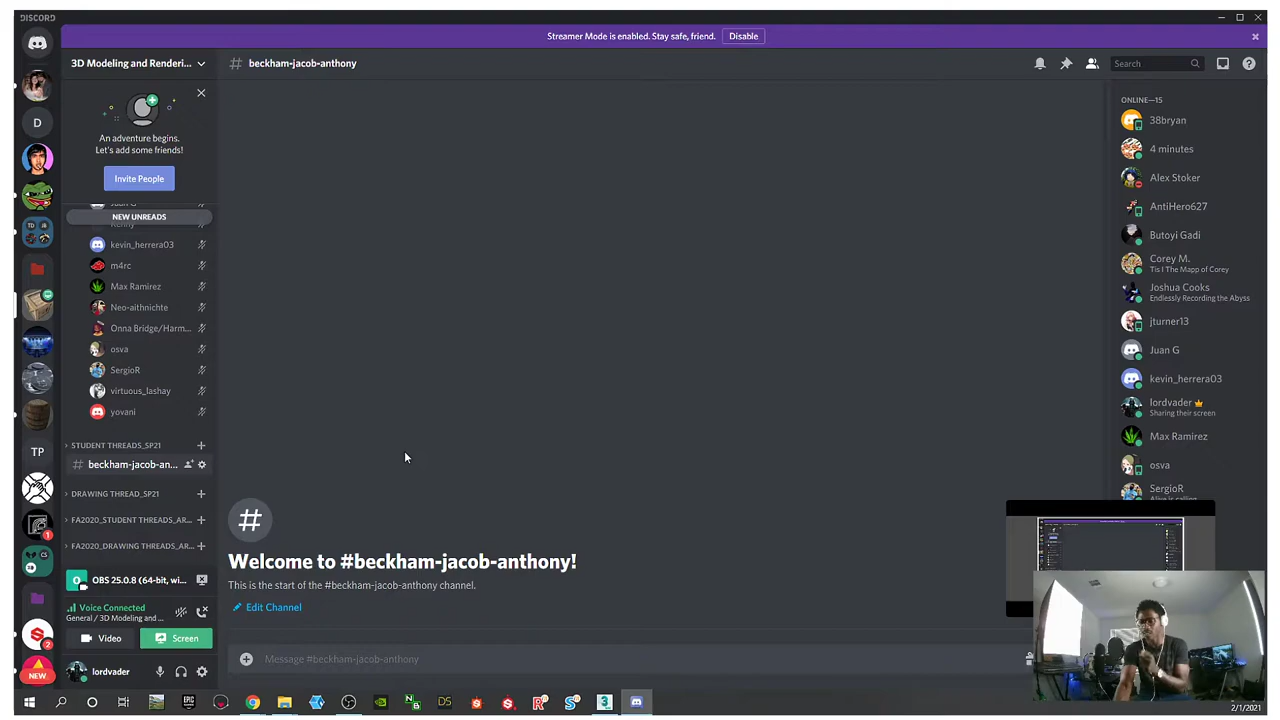 DISCORD
Streamer Mode is enabled. Stay safe, friend.
Disable
3D Modeling and Renderi...
beckham-jacob-anthony
Search
D
An adventure begins.
Let's add some friends!
Invite People
NEW UNREADS
kevin_herrera03
m4rc
Max Ramirez
Neo-aithnichte
Onna Bridge/Harm...
osva
SergioR
virtuous_lashay
yovani
STUDENT THREADS_SP21
beckham-jacob-an...
DRAWING THREAD_SP21
FA2020_STUDENT THREADS_AR...
FA2020_DRAWING THREADS_AR...
OBS 25.0.8 (64-bit, wi...
Voice Connected
General / 3D Modeling and ...
Video
Screen
lordvader
TP
1
CS
2
NEW
Welcome to #beckham-jacob-anthony!
This is the start of the #beckham-jacob-anthony channel.
Edit Channel
Message #beckham-jacob-anthony
ONLINE—15
38bryan
4 minutes
Alex Stoker
AntiHero627
Butoyi Gadi
Corey M.
Tis I The Mapp of Corey
Joshua Cooks
Endlessly Recording the Abyss
jturner13
Juan G
kevin_herrera03
lordvader
Sharing their screen
Max Ramirez
osva
SergioR
EPIC
DS
3
2/1/2021